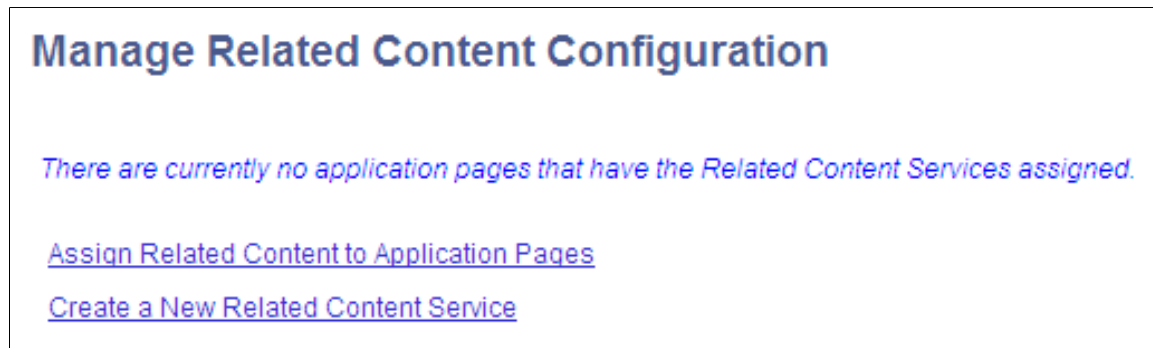 Manage Related Content Configuration
There are currently no application pages that have the Related Content Services assigned.
Assign Related Content to Application Pages
Create a New Related Content Service